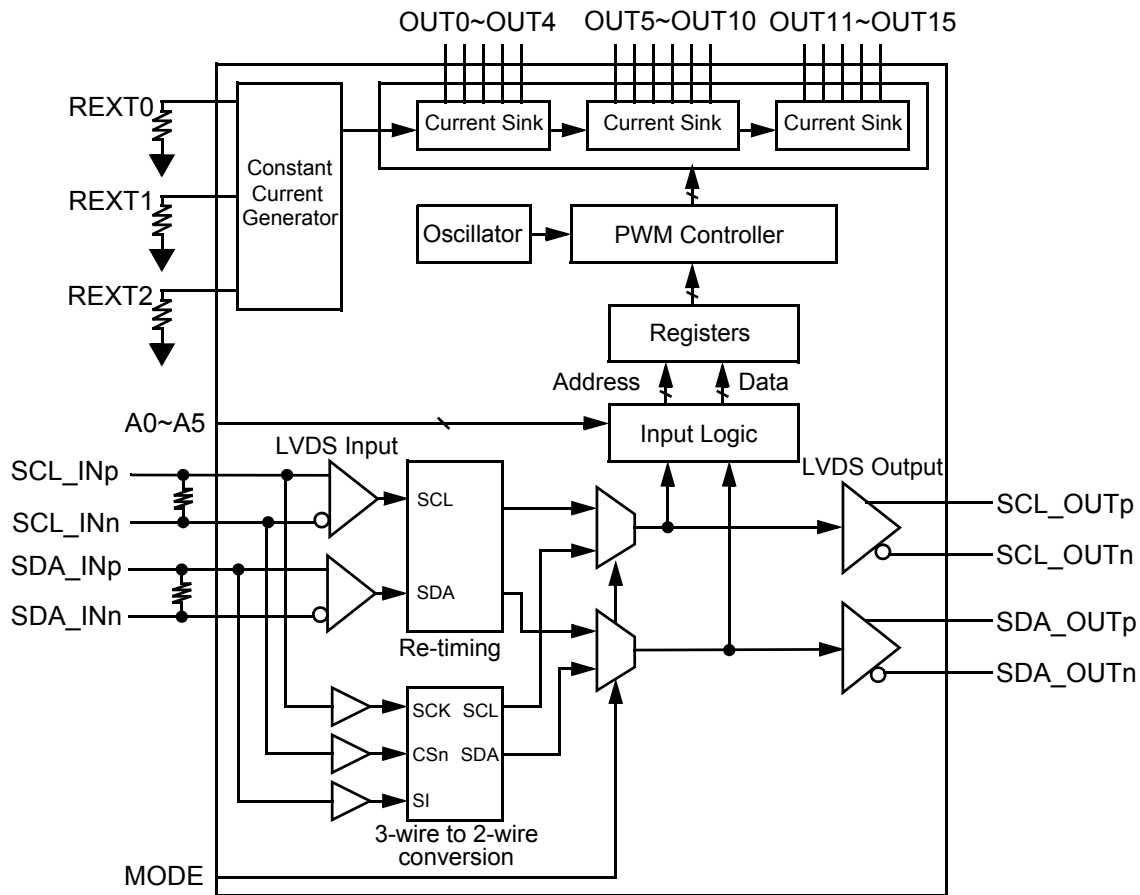 OUT0~OUT4
OUT5~OUT10
OUT11~OUT15
REXT0
REXT1
REXT2
Constant
Current
Generator
Current Sink
Current Sink
Current Sink
Oscillator
PWM Controller
Registers
Address
Data
A0~A5
Input Logic
LVDS Input
LVDS Output
SCL_INp
SCL_INn
SDA_INp
SDA_INn
SCL
SDA
Re-timing
SCL_OUTp
SCL_OUTn
SDA_OUTp
SDA_OUTn
SCK SCL
CSn SDA
SI
3-wire to 2-wire
conversion
MODE